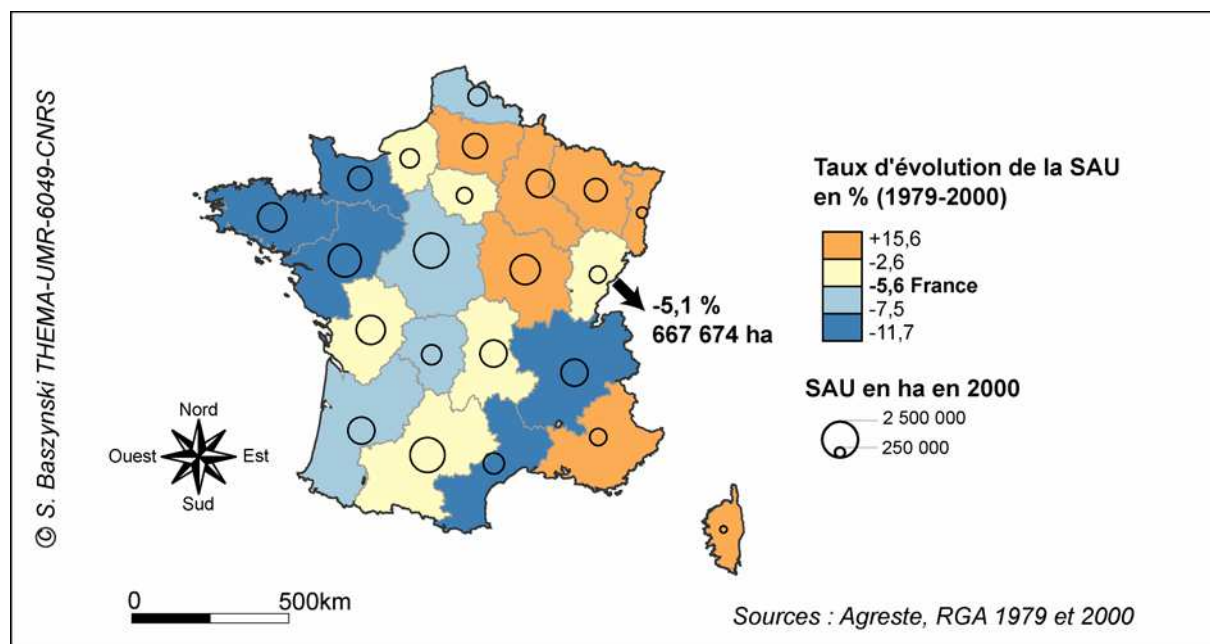 © S. Baszynski THEMA-UMR-6049-CNRS
Taux d'évolution de la SAU
en % (1979-2000)
+15,6
-2,6
-5,6 France
-7,5
-11,7
-5,1 %
667 674 ha
SAU en ha en 2000
2 500 000
250 000
Nord
Ouest
Est
Sud
0
500km
Sources : Agreste, RGA 1979 et 2000